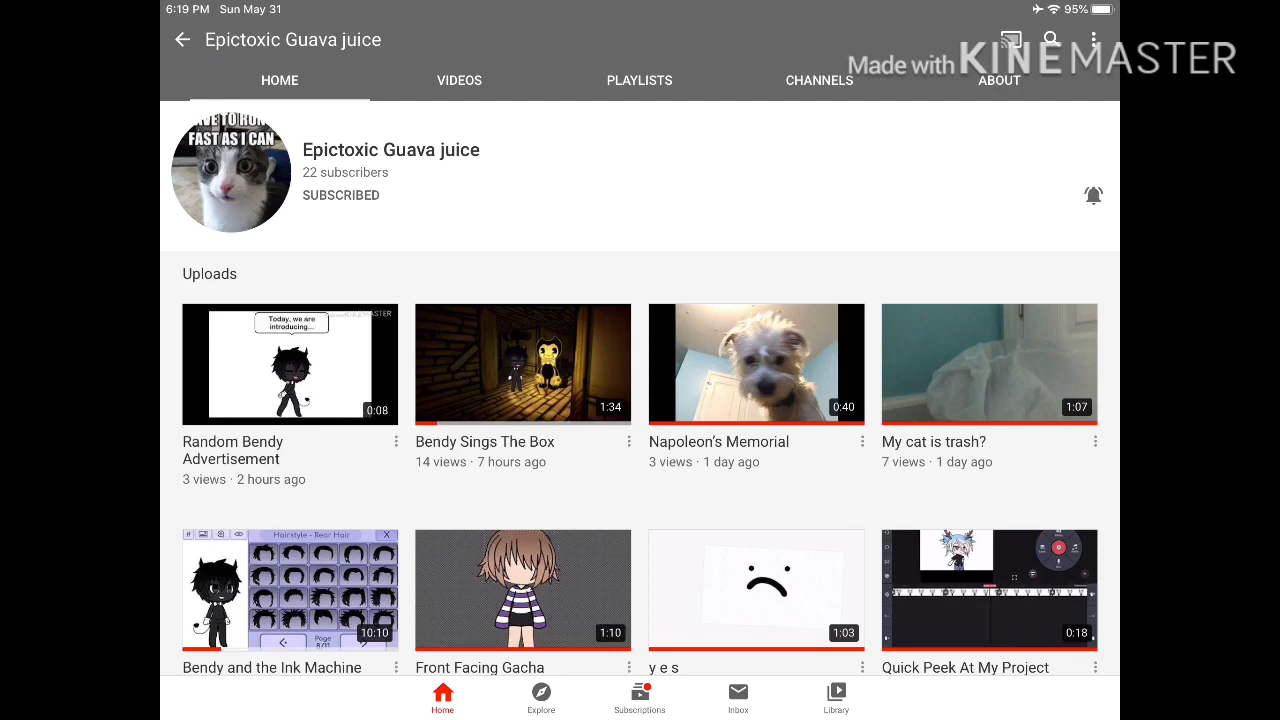 6:19 PM Sun May 31
95%
Epictoxic Guava juice
Made with KINEMASTER
HOME VIDEOS PLAYLISTS CHANNELS ABOUT
FAST AS I CAN
Epictoxic Guava juice
22 subscribers
SUBSCRIBED
Uploads
Today, we are
introducing...
KINEMASTER
0:08
1:34
0:40
1:07
Random Bendy
Advertisement
3 views · 2 hours ago
Bendy Sings The Box
14 views · 7 hours ago
Napoleon's Memorial
3 views · 1 day ago
My cat is trash?
7 views · 1 day ago
Hairstyle - Rear Hair X
Page
8/11
10:10
1:10
1:03
0:18
Bendy and the Ink Machine
Front Facing Gacha
y e s
Quick Peek At My Project
Home Explore Subscriptions Inbox Library